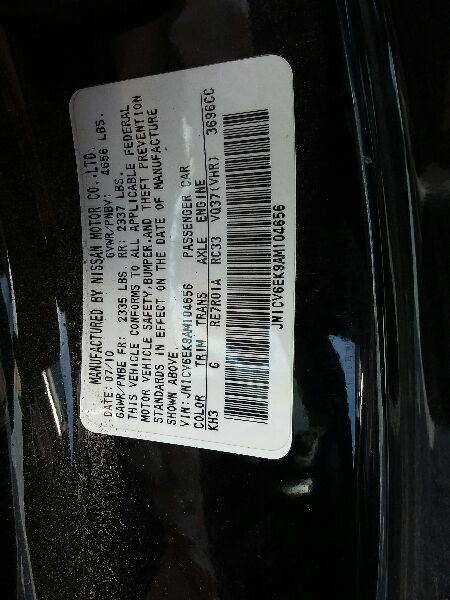 MANUFACTURED BY NISSAN MOTOR CO.,LTD.
DATE: 07/10 GVWR/PNBV: 4656 LBS.
GAWR/PNBE FR: 2335 LBS. RR: 2337 LBS.
THIS VEHICLE CONFORMS TO ALL APPLICABLE FEDERAL
MOTOR VEHICLE SAFETY,BUMPER,AND THEFT PREVENTION
STANDARDS IN EFFECT ON THE DATE OF MANUFACTURE
SHOWN ABOVE.
VIN:JN1CV6EK9AM104656 PASSENGER CAR
COLOR TRIM TRANS AXLE ENGINE
KH3 G RE7R01A RC33 VQ37(VHR) 3696CC
JN1CV6EK9AM104656